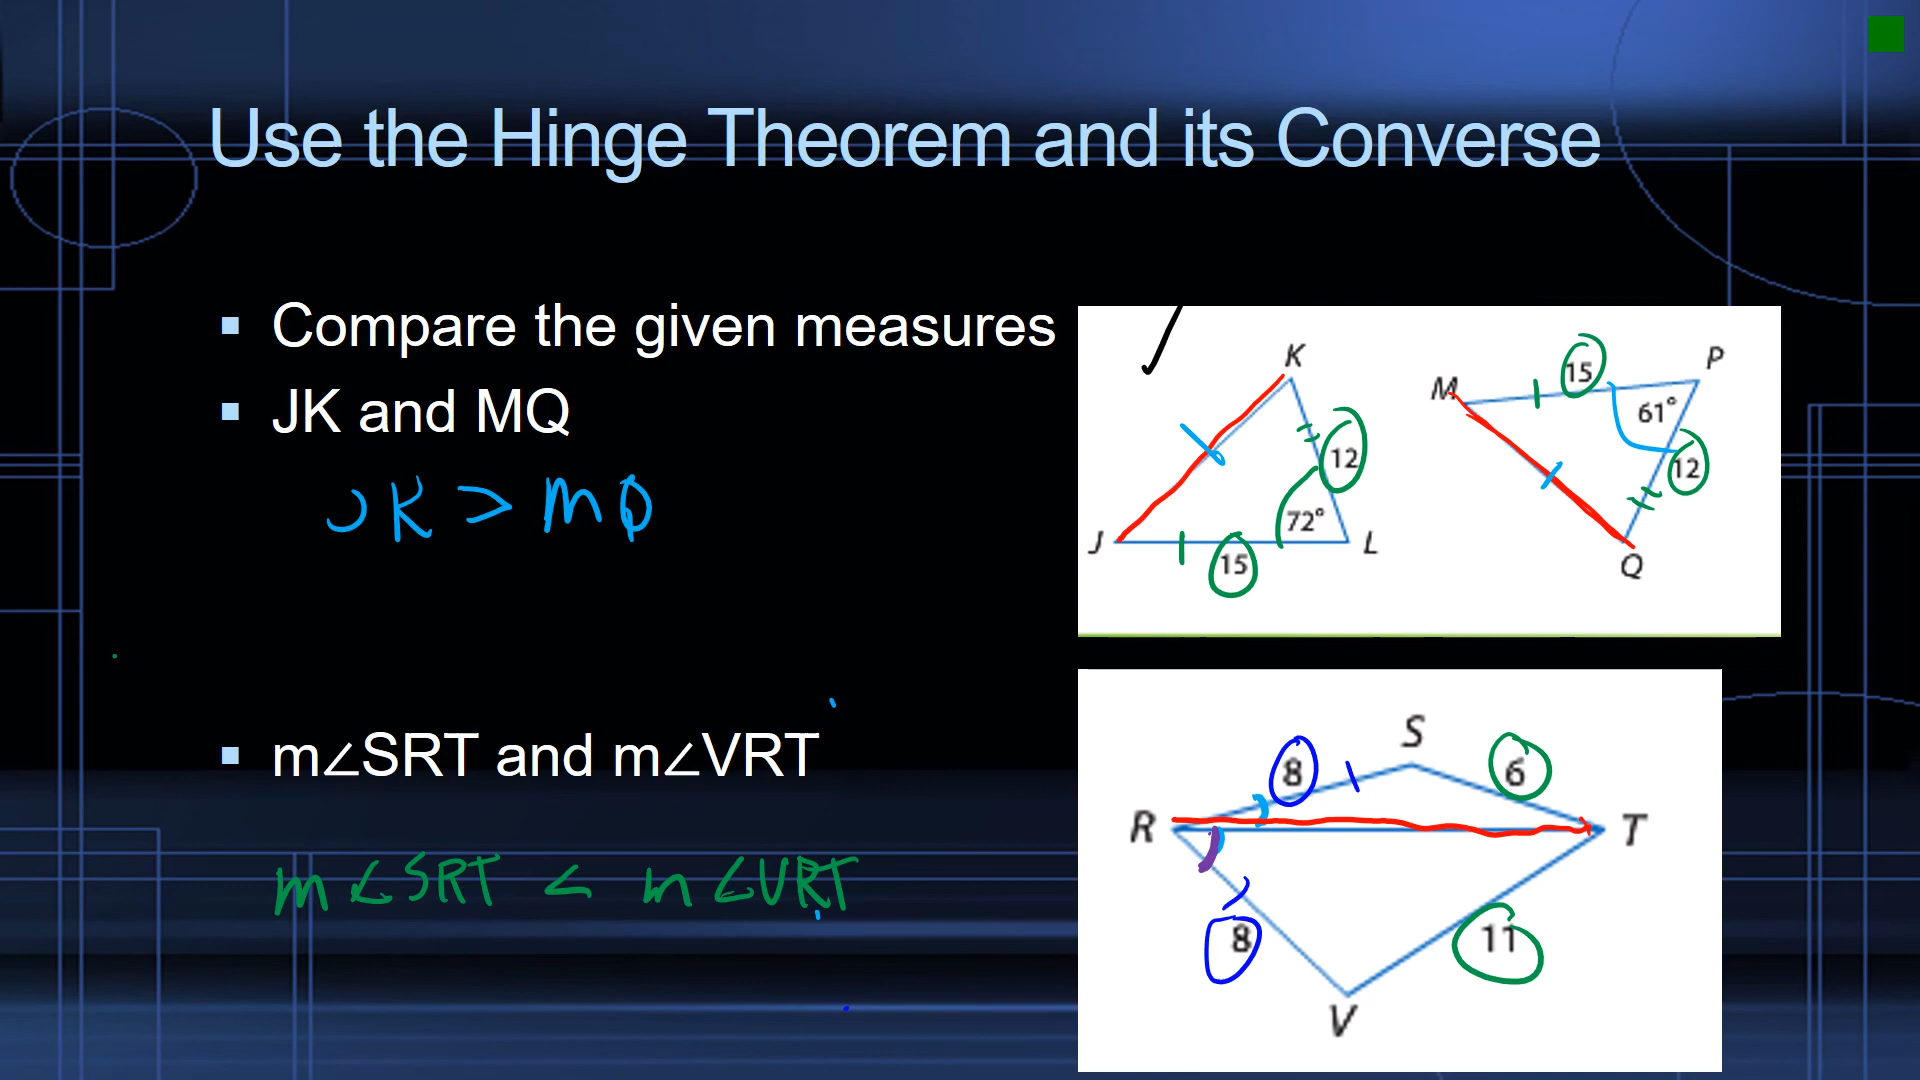 Use the Hinge Theorem and its Converse
▪ Compare the given measures
▪ JK and MQ
JK > MQ
K
12
72°
J
15
L
M
15
P
61°
12
Q
▪ m∠SRT and m∠VRT
m∠SRT < m∠VRT
S
8
6
R
T
8
11
V